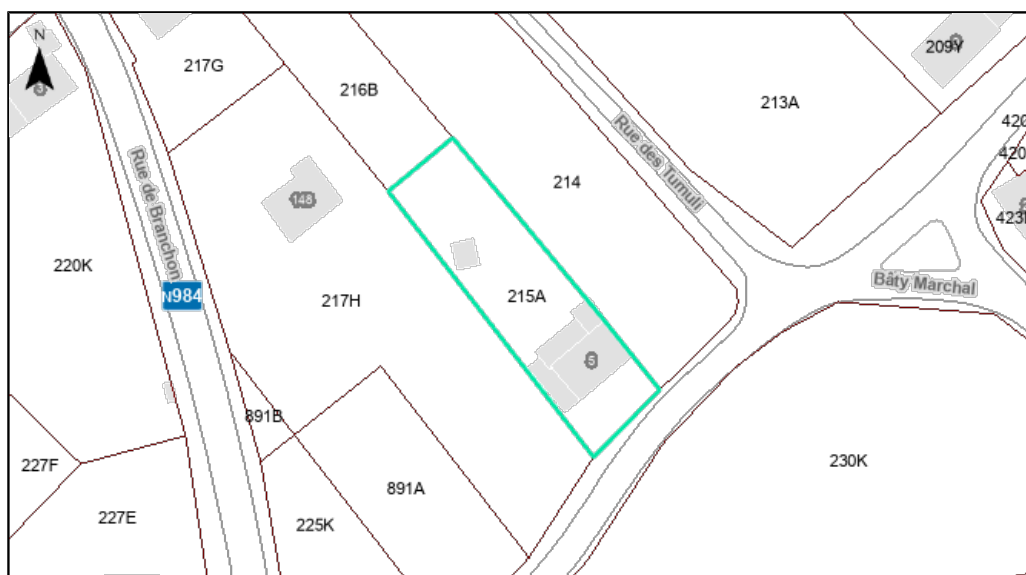 N
3
217G
216B
209Y
213A
Rue des Tumuli
214
148
Rue de Branchon
220K
N984
217H
215A
5
Bâty Marchal
420
420
891B
227F
891A
230K
227E
225K